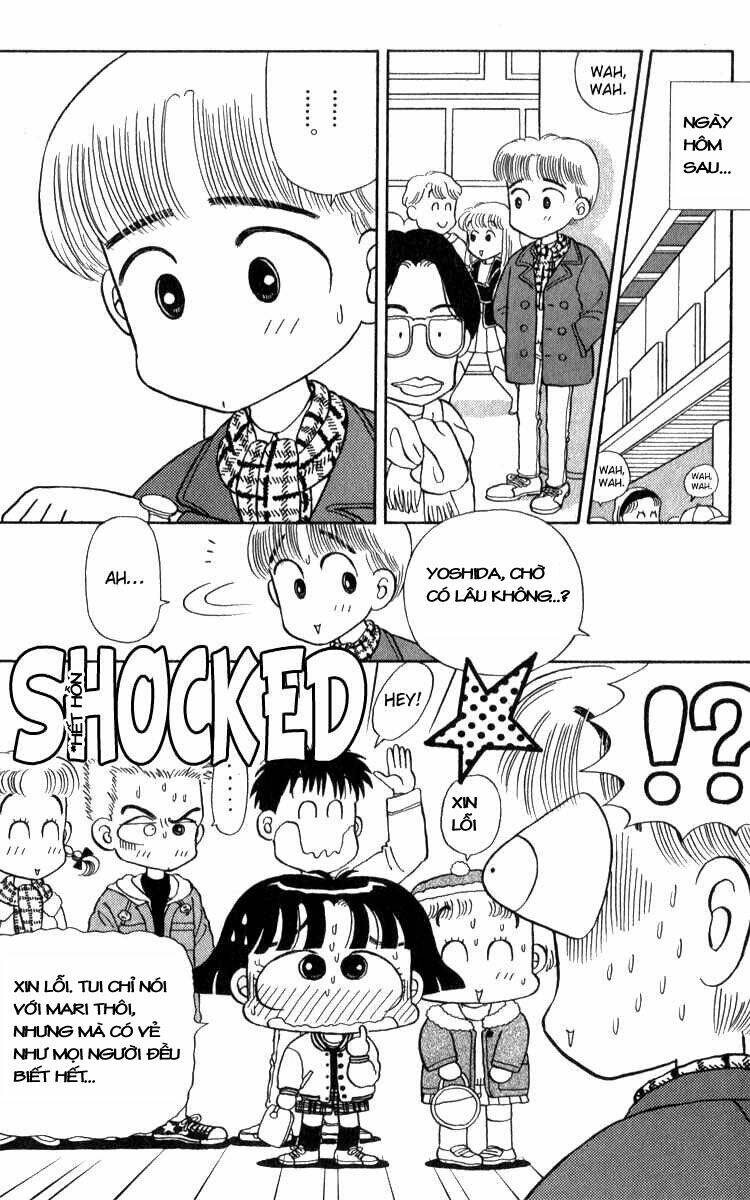 NGÀY
HÔM
SAU...
WAH,
WAH.
WAH,
WAH.
WAH,
WAH.
......。
AH...
YOSHIDA, CHỜ
CÓ LÂU KHÔNG..?
SHOCKED
*HẾT HỒN
!?
HEY!
......
XIN
LỖI
XIN LỖI, TUI CHỈ NÓI
VỚI MARI THÔI,
NHƯNG MÀ CÓ VẺ
NHƯ MỌI NGƯỜI ĐỀU
BIẾT HẾT...